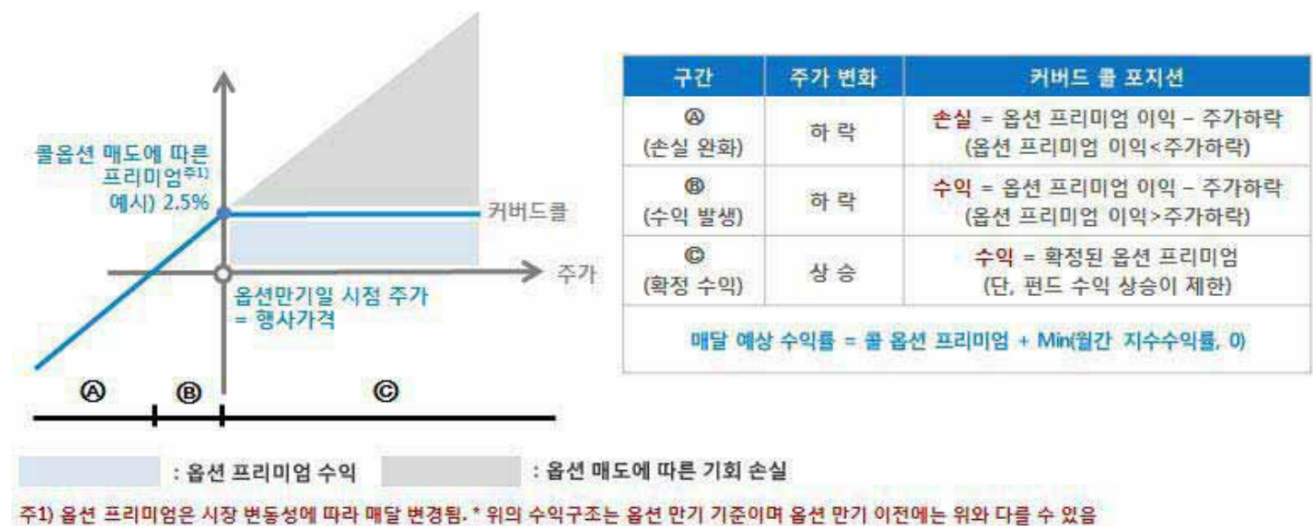 콜옵션 매도에 따른
프리미엄주1)
예시) 2.5%
커버드콜
주가
옵션만기일 시점 주가
= 행사가격
Ⓐ Ⓑ Ⓒ
구간 주가 변화 커버드 콜 포지션
Ⓐ
(손실 완화)
하 락
손실 = 옵션 프리미엄 이익 – 주가하락
(옵션 프리미엄 이익<주가하락)
Ⓑ
(수익 발생)
하 락
수익 = 옵션 프리미엄 이익 – 주가하락
(옵션 프리미엄 이익>주가하락)
Ⓒ
(확정 수익)
상 승
수익 = 확정된 옵션 프리미엄
(단, 펀드 수익 상승이 제한)
매달 예상 수익률 = 콜 옵션 프리미엄 + Min(월간 지수수익률, 0)
: 옵션 프리미엄 수익
: 옵션 매도에 따른 기회 손실
주1) 옵션 프리미엄은 시장 변동성에 따라 매달 변경됨. * 위의 수익구조는 옵션 만기 기준이며 옵션 만기 이전에는 위와 다를 수 있음